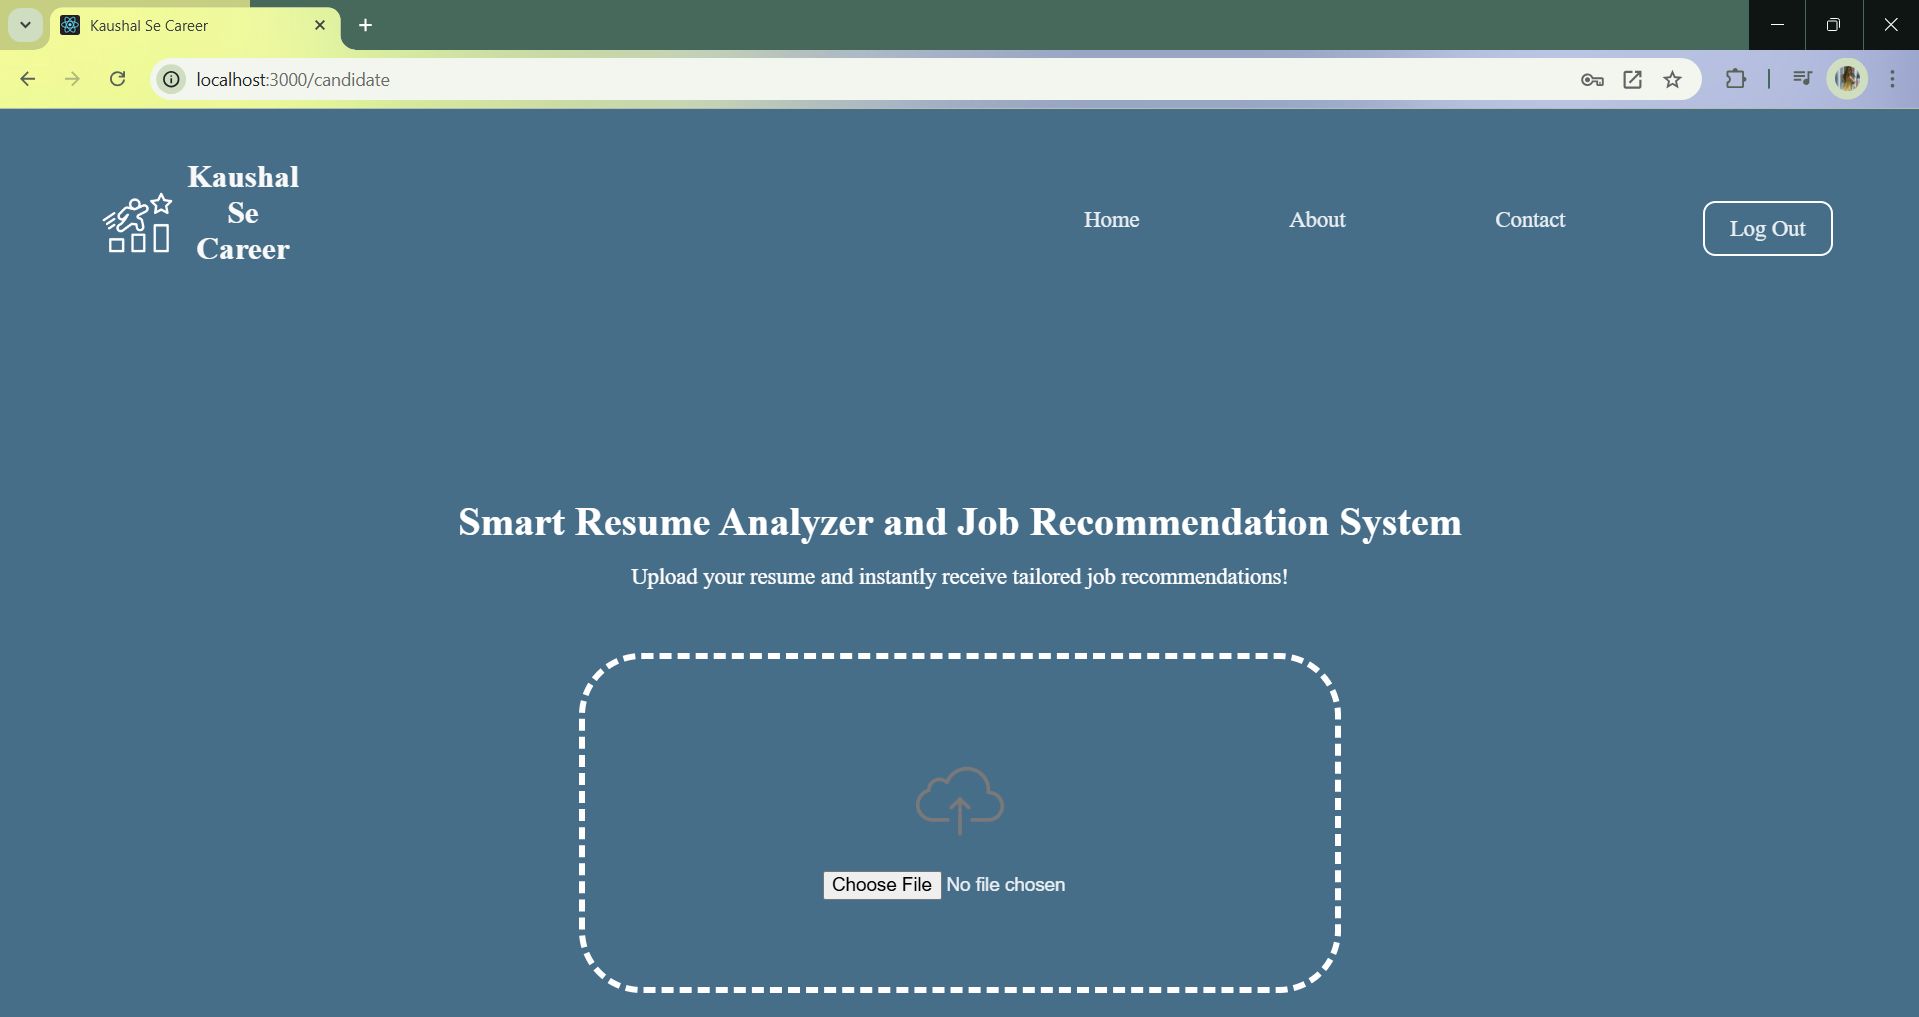 Kaushal Se Career
localhost:3000/candidate
Kaushal
Se
Career
Home About Contact Log Out
Smart Resume Analyzer and Job Recommendation System
Upload your resume and instantly receive tailored job recommendations!
Choose File No file chosen